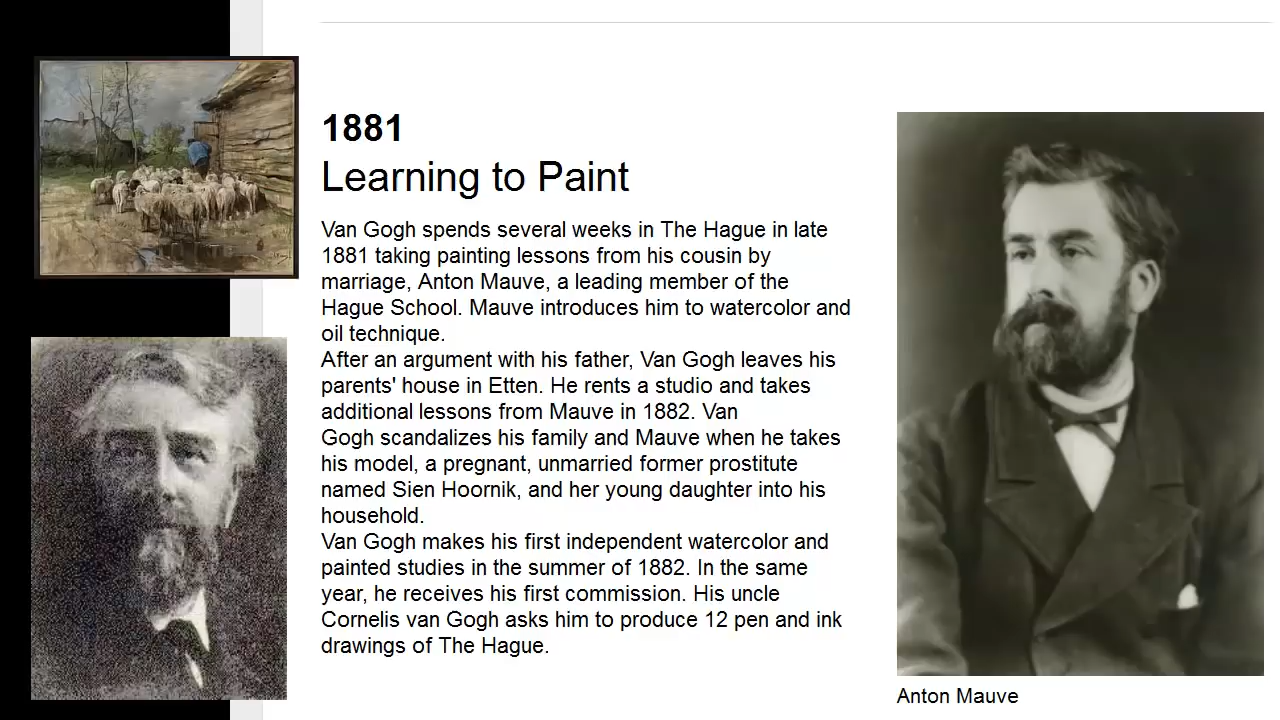 1881
Learning to Paint
Van Gogh spends several weeks in The Hague in late
1881 taking painting lessons from his cousin by
marriage, Anton Mauve, a leading member of the
Hague School. Mauve introduces him to watercolor and
oil technique.
After an argument with his father, Van Gogh leaves his
parents' house in Etten. He rents a studio and takes
additional lessons from Mauve in 1882. Van
Gogh scandalizes his family and Mauve when he takes
his model, a pregnant, unmarried former prostitute
named Sien Hoornik, and her young daughter into his
household.
Van Gogh makes his first independent watercolor and
painted studies in the summer of 1882. In the same
year, he receives his first commission. His uncle
Cornelis van Gogh asks him to produce 12 pen and ink
drawings of The Hague.
Anton Mauve